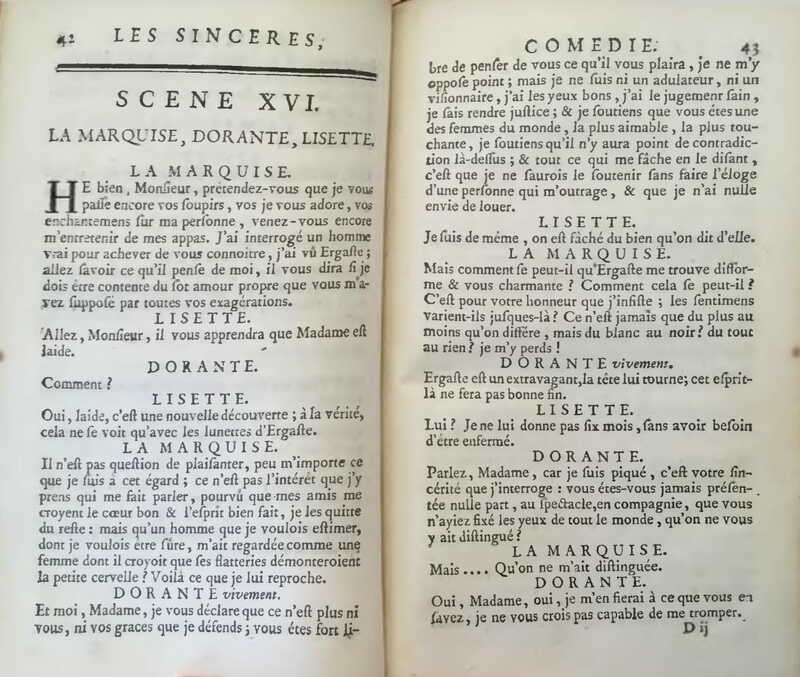 42 LES SINCERES,
SCENE XVI.
LA MARQUISE, DORANTE, LISETTE.
LA MARQUISE.
HE bien, Monſieur, prétendez-vous que je vous
paſſe encore vos ſoupirs, vos je vous adore, vos
enchantemens ſur ma perſonne, venez-vous encore
m'entretenir de mes appas. J'ai interrogé un homme
vrai pour achever de vous connoitre, j'ai vû Ergaſte;
allez ſavoir ce qu'il penſe de moi, il vous dira ſi je
dois être contente du ſot amour propre que vous m'a-
vez ſuppoſé par toutes vos exagérations.
LISETTE.
Allez, Monſieur, il vous apprendra que Madame eſt
laide.
DORANTE.
Comment ?
LISETTE.
Oui, laide, c'eſt une nouvelle découverte ; à la vérité,
cela ne ſe voit qu'avec les lunettes d'Ergaſte.
LA MARQUISE.
Il n'eſt pas queſtion de plaiſanter, peu m'importe ce
que je ſuis à cet égard ; ce n'eſt pas l'intérêt que j'y
prens qui me fait parler, pourvû que mes amis me
croyent le cœur bon & l'eſprit bien fait, je les quitte
du reſte : mais qu'un homme que je voulois eſtimer,
dont je voulois être ſûre, m'ait regardée comme une
femme dont il croyoit que ſes flatteries démonteroient
la petite cervelle ? Voilà ce que je lui reproche.
DORANTE vivement.
Et moi, Madame, je vous déclare que ce n'eſt plus ni
vous, ni vos graces que je défends ; vous êtes fort li-
COMEDIE. 43
bre de penſer de vous ce qu'il vous plaira, je ne m'y
oppoſe point ; mais je ne ſuis ni un adulateur, ni un
viſionnaire, j'ai les yeux bons, j'ai le jugemenr ſain,
je ſais rendre juſtice ; & je ſoutiens que vous êtes une
des femmes du monde, la plus aimable, la plus tou-
chante, je ſoutiens qu'il n'y aura point de contradic-
tion là-deſſus ; & tout ce qui me fâche en le diſant,
c'eſt que je ne ſaurois le ſoutenir ſans faire l'éloge
d'une perſonne qui m'outrage, & que je n'ai nulle
envie de louer.
LISETTE.
Je ſuis de même, on eſt fâché du bien qu'on dit d'elle.
LA MARQUISE.
Mais comment ſe peut-il qu'Ergaſte me trouve diffor-
me & vous charmante ? Comment cela ſe peut-il ?
C'eſt pour votre honneur que j'inſiſte ; les ſentimens
varient-ils juſques-là ? Ce n'eſt jamais que du plus au
moins qu'on différe, mais du blanc au noir ? du tout
au rien ? je m'y perds !
DORANTE vivement.
Ergaſte eſt un extravagant, la tête lui tourne; cet eſprit-
là ne fera pas bonne fin.
LISETTE.
Lui ? Je ne lui donne pas ſix mois, ſans avoir beſoin
d'être enfermé.
DORANTE.
Parlez, Madame, car je ſuis piqué, c'eſt votre ſin-
cérité que j'interroge : vous êtes-vous jamais préſen-
tée nulle part, au ſpectacle, en compagnie, que vous
n'ayiez fixé les yeux de tout le monde, qu'on ne vous
y ait diſtingué ?
LA MARQUISE.
Mais .... Qu'on ne m'ait diſtinguée.
DORANTE.
Oui, Madame, oui, je m'en fierai à ce que vous en
ſavez, je ne vous crois pas capable de me tromper.
D ij